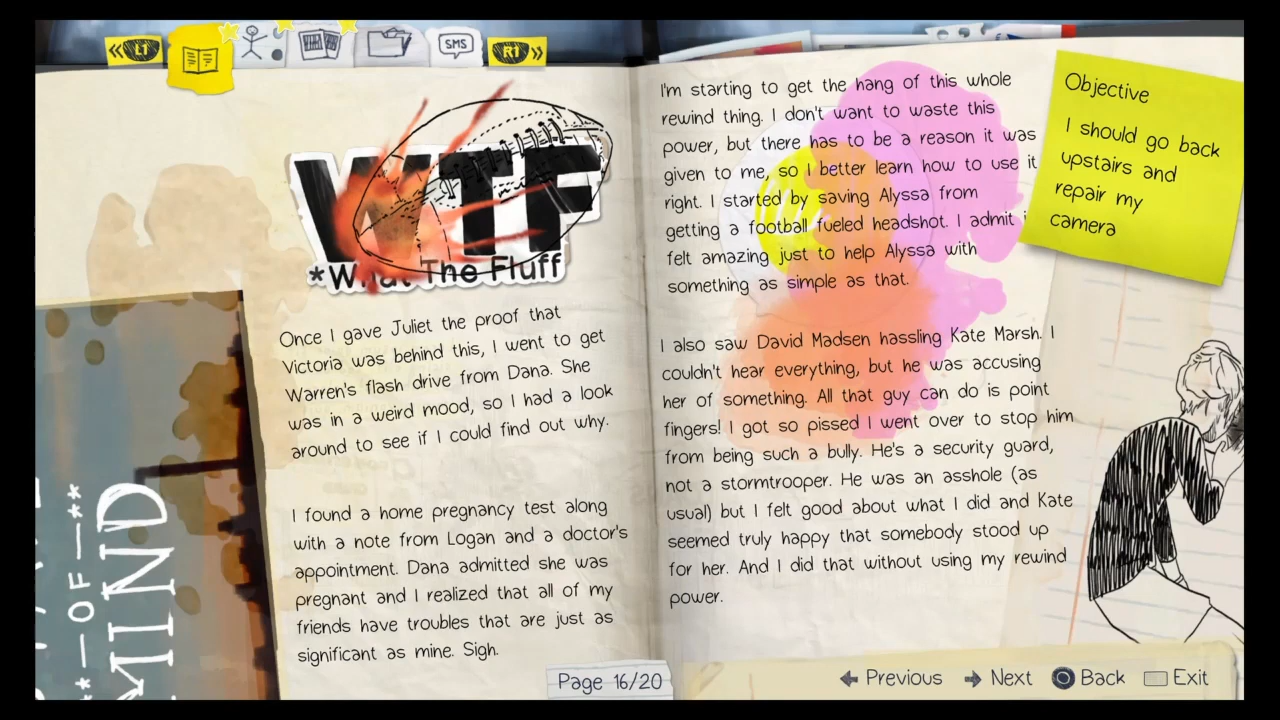 L1
SMS
R1
WTF
*What The Fluff
Once I gave Juliet the proof that
Victoria was behind this, I went to get
Warren's flash drive from Dana. She
was in a weird mood, so I had a look
around to see if I could find out why.
I found a home pregnancy test along
with a note from Logan and a doctor's
appointment. Dana admitted she was
pregnant and I realized that all of my
friends have troubles that are just as
significant as mine. Sigh.
OF
MIND
I'm starting to get the hang of this whole
rewind thing. I don't want to waste this
power, but there has to be a reason it was
given to me, so I better learn how to use it
right. I started by saving Alyssa from
getting a football fueled headshot. I admit
felt amazing just to help Alyssa with
something as simple as that.
I also saw David Madsen hassling Kate Marsh. I
couldn't hear everything, but he was accusing
her of something. All that guy can do is point
fingers! I got so pissed I went over to stop him
from being such a bully. He's a security guard,
not a stormtrooper. He was an asshole (as
usual) but I felt good about what I did and Kate
seemed truly happy that somebody stood up
for her. And I did that without using my rewind
power.
Objective
I should go back
upstairs and
repair my
camera
Page 16/20
Previous Next Back Exit